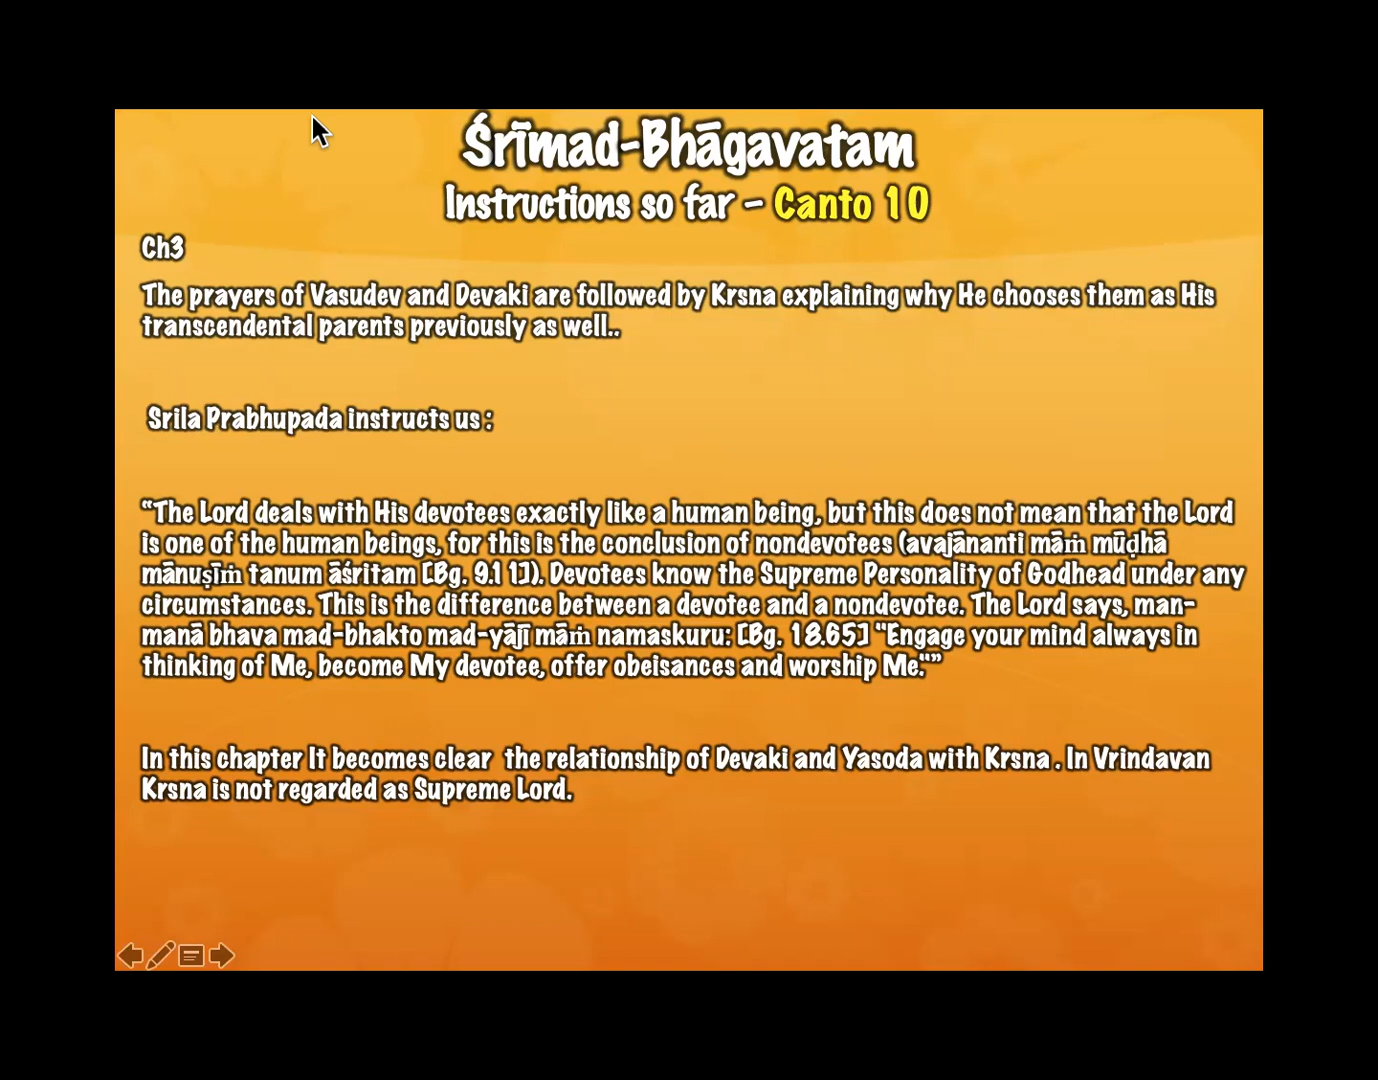 Śrīmad-Bhāgavatam
Instructions so far – Canto 10
Ch3
The prayers of Vasudev and Devaki are followed by Krsna explaining why He chooses them as His
transcendental parents previously as well..
Srila Prabhupada instructs us :
“The Lord deals with His devotees exactly like a human being, but this does not mean that the Lord
is one of the human beings, for this is the conclusion of nondevotees (avajānanti māṁ mūḍhā
mānuṣīṁ tanum āśritam [Bg. 9.11]). Devotees know the Supreme Personality of Godhead under any
circumstances. This is the difference between a devotee and a nondevotee. The Lord says, man-
manā bhava mad-bhakto mad-yājī māṁ namaskuru: [Bg. 18.65] "Engage your mind always in
thinking of Me, become My devotee, offer obeisances and worship Me."”
In this chapter It becomes clear the relationship of Devaki and Yasoda with Krsna . In Vrindavan
Krsna is not regarded as Supreme Lord.